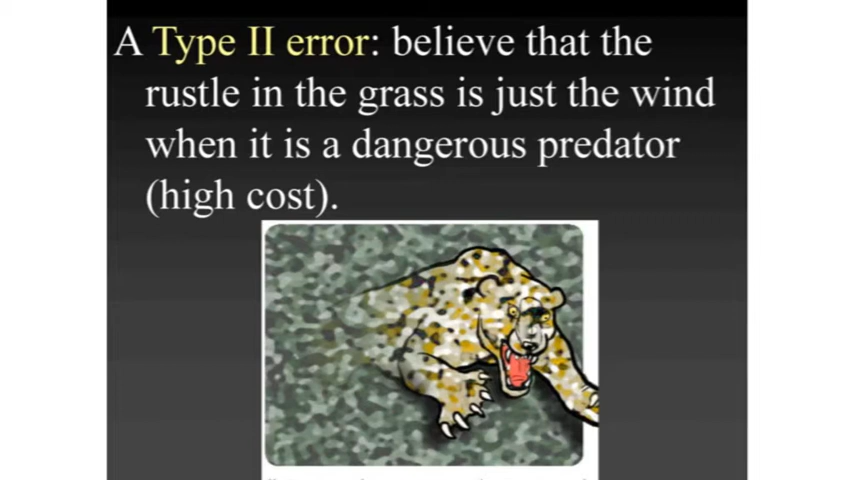 A Type II error: believe that the
rustle in the grass is just the wind
when it is a dangerous predator
(high cost).